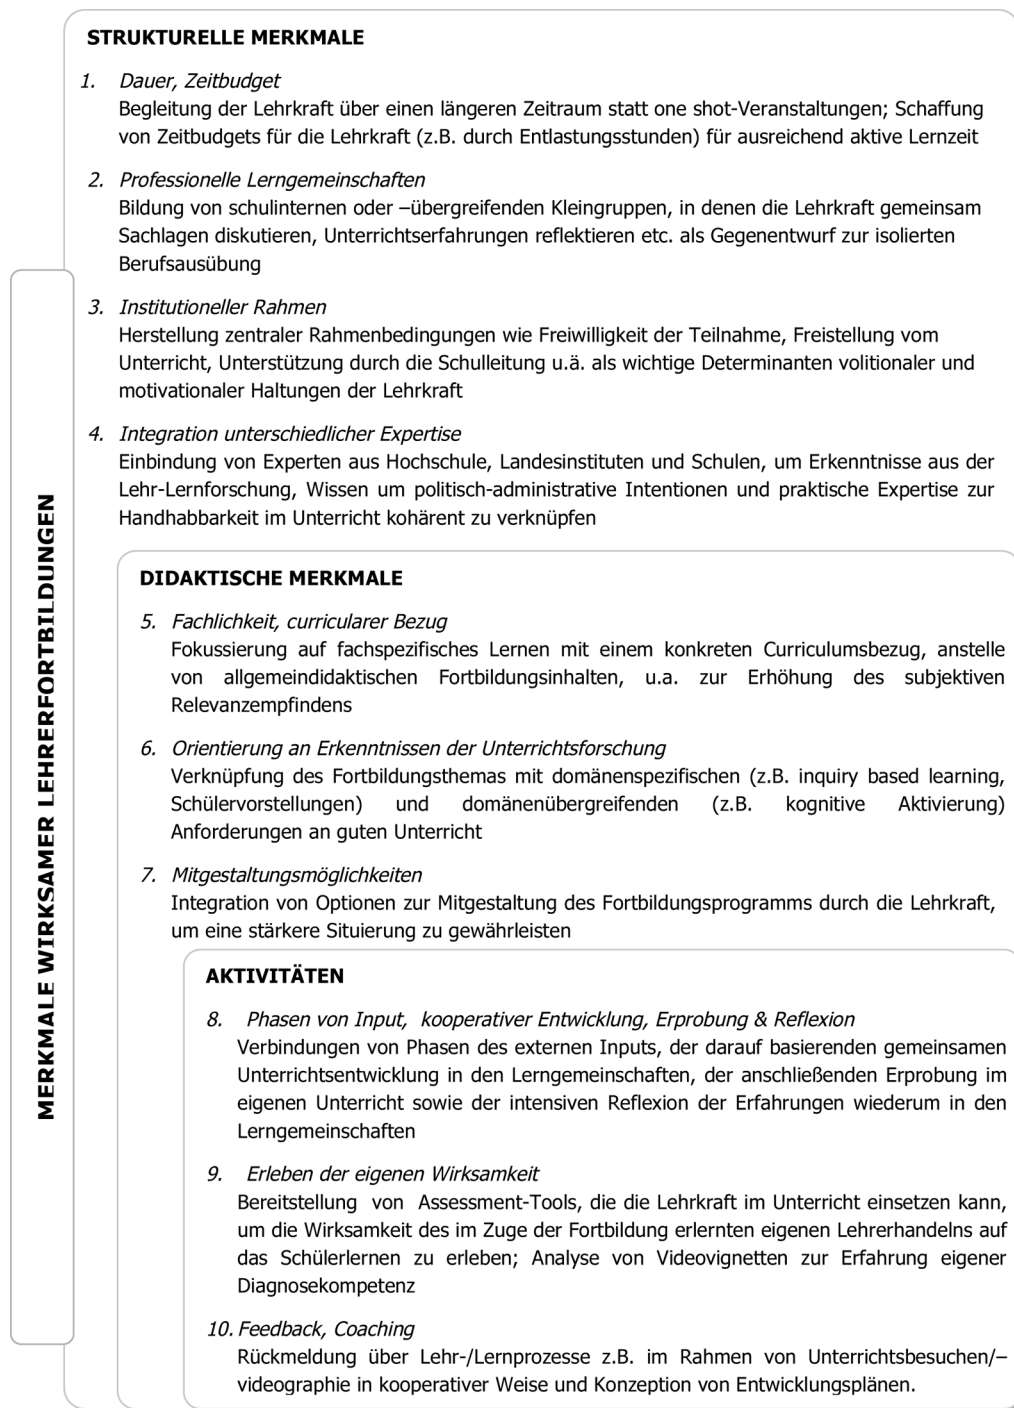 MERKMALE WIRKSAMER LEHRERFORTBILDUNGEN
STRUKTURELLE MERKMALE
1. Dauer, Zeitbudget
Begleitung der Lehrkraft über einen längeren Zeitraum statt one shot-Veranstaltungen; Schaffung
von Zeitbudgets für die Lehrkraft (z.B. durch Entlastungsstunden) für ausreichend aktive Lernzeit
2. Professionelle Lerngemeinschaften
Bildung von schulinternen oder –übergreifenden Kleingruppen, in denen die Lehrkraft gemeinsam
Sachlagen diskutieren, Unterrichtserfahrungen reflektieren etc. als Gegenentwurf zur isolierten
Berufsausübung
3. Institutioneller Rahmen
Herstellung zentraler Rahmenbedingungen wie Freiwilligkeit der Teilnahme, Freistellung vom
Unterricht, Unterstützung durch die Schulleitung u.ä. als wichtige Determinanten volitionaler und
motivationaler Haltungen der Lehrkraft
4. Integration unterschiedlicher Expertise
Einbindung von Experten aus Hochschule, Landesinstituten und Schulen, um Erkenntnisse aus der
Lehr-Lernforschung, Wissen um politisch-administrative Intentionen und praktische Expertise zur
Handhabbarkeit im Unterricht kohärent zu verknüpfen
DIDAKTISCHE MERKMALE
5. Fachlichkeit, curricularer Bezug
Fokussierung auf fachspezifisches Lernen mit einem konkreten Curriculumsbezug, anstelle
von allgemeindidaktischen Fortbildungsinhalten, u.a. zur Erhöhung des subjektiven
Relevanzempfindens
6. Orientierung an Erkenntnissen der Unterrichtsforschung
Verknüpfung des Fortbildungsthemas mit domänenspezifischen (z.B. inquiry based learning,
Schülervorstellungen) und domänenübergreifenden (z.B. kognitive Aktivierung)
Anforderungen an guten Unterricht
7. Mitgestaltungsmöglichkeiten
Integration von Optionen zur Mitgestaltung des Fortbildungsprogramms durch die Lehrkraft,
um eine stärkere Situierung zu gewährleisten
AKTIVITÄTEN
8. Phasen von Input, kooperativer Entwicklung, Erprobung & Reflexion
Verbindungen von Phasen des externen Inputs, der darauf basierenden gemeinsamen
Unterrichtsentwicklung in den Lerngemeinschaften, der anschließenden Erprobung im
eigenen Unterricht sowie der intensiven Reflexion der Erfahrungen wiederum in den
Lerngemeinschaften
9. Erleben der eigenen Wirksamkeit
Bereitstellung von Assessment-Tools, die die Lehrkraft im Unterricht einsetzen kann,
um die Wirksamkeit des im Zuge der Fortbildung erlernten eigenen Lehrerhandelns auf
das Schülerlernen zu erleben; Analyse von Videovignetten zur Erfahrung eigener
Diagnosekompetenz
10. Feedback, Coaching
Rückmeldung über Lehr-/Lernprozesse z.B. im Rahmen von Unterrichtsbesuchen/–
videographie in kooperativer Weise und Konzeption von Entwicklungsplänen.